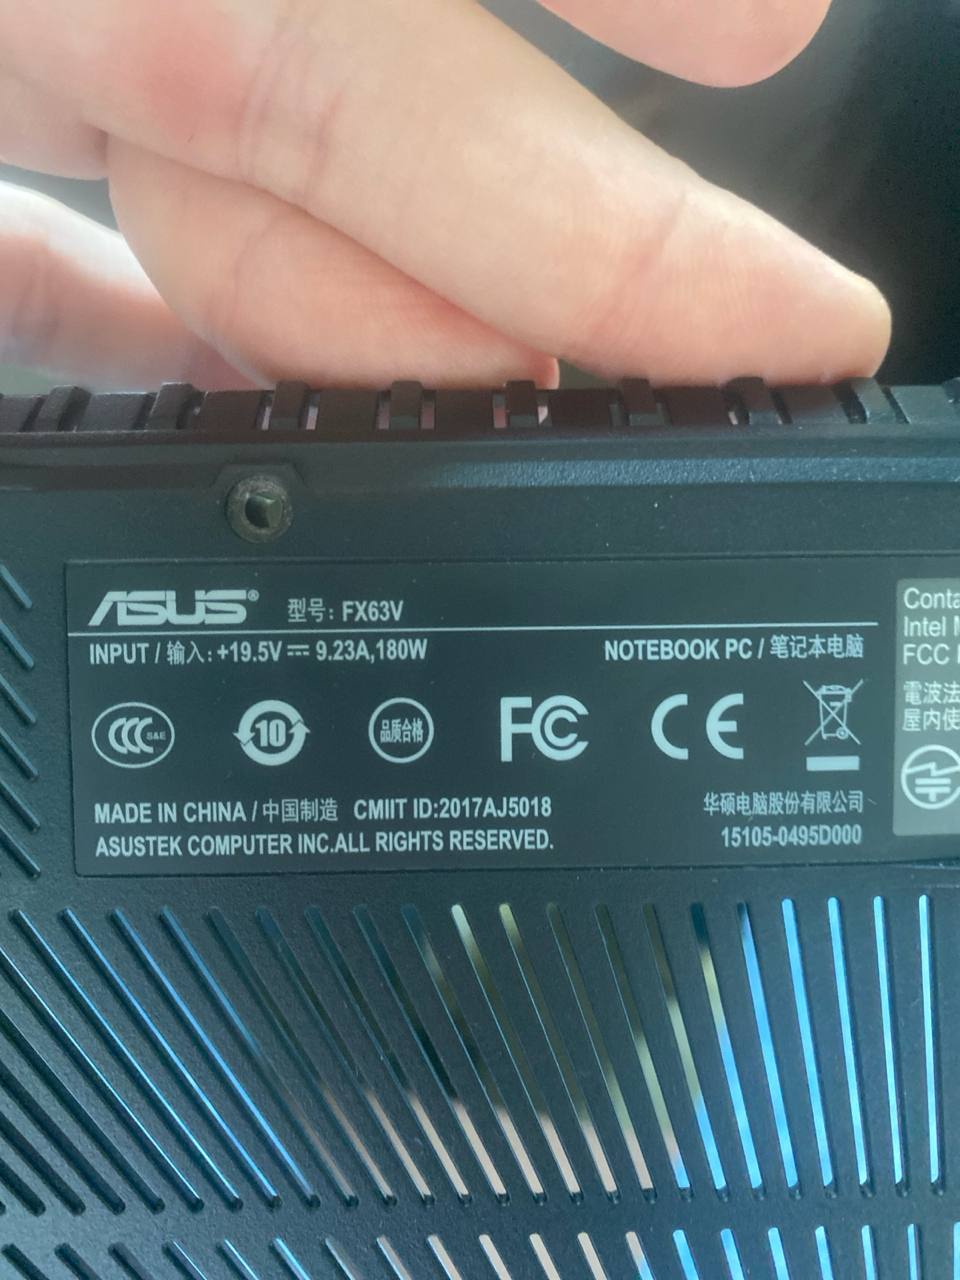 ASUS® 型号: FX63V
INPUT / 输入: +19.5V ⎓ 9.23A,180W
NOTEBOOK PC / 笔记本电脑
CCC S&E
10
品质合格
FC
CE
MADE IN CHINA / 中国制造 CMIIT ID:2017AJ5018
华硕电脑股份有限公司
ASUSTEK COMPUTER INC.ALL RIGHTS RESERVED.
15105-0495D000
Intel
FCC
電波法
屋内使